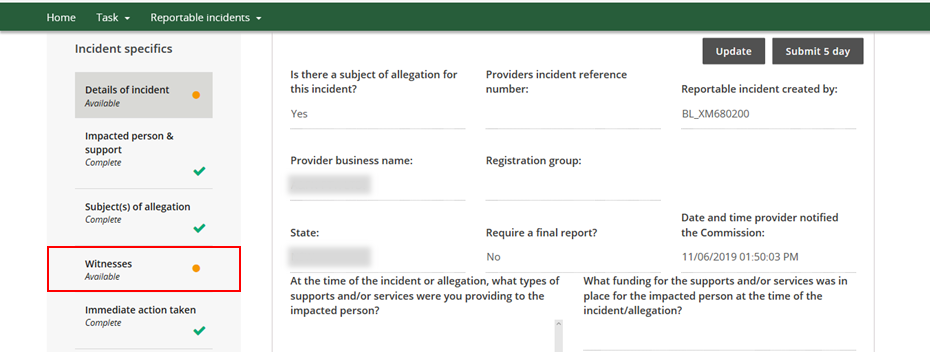 Home Task Reportable incidents
Incident specifics
Details of incident
Available
Impacted person &
support
Complete
Subject(s) of allegation
Complete
Witnesses
Available
Immediate action taken
Complete
Update Submit 5 day
Is there a subject of allegation for
this incident?
Yes
Providers incident reference
number:
Reportable incident created by:
BL_XM680200
Provider business name:
Registration group:
State:
Require a final report?
No
Date and time provider notified
the Commission:
11/06/2019 01:50:03 PM
At the time of the incident or allegation, what types of
supports and/or services were you providing to the
impacted person?
What funding for the supports and/or services was in
place for the impacted person at the time of the
incident/allegation?